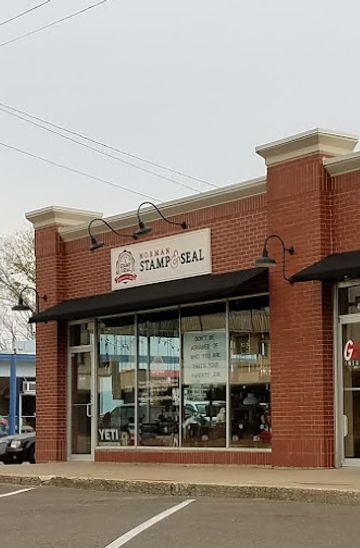 NORMAN
STAMP & SEAL
DON'T BE
ASHAMED OF
WHO YOU ARE
THAT'S YOUR
PARENTS JOB
YETI
G